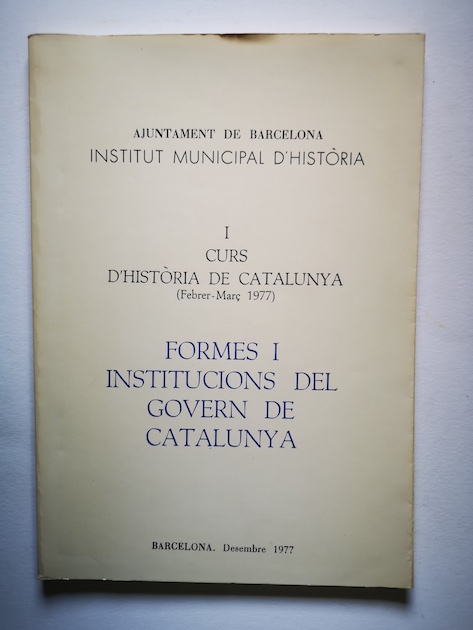 AJUNTAMENT DE BARCELONA
INSTITUT MUNICIPAL D'HISTÒRIA
I
CURS
D'HISTÒRIA DE CATALUNYA
(Febrer-Març 1977)
FORMES I
INSTITUCIONS DEL
GOVERN DE
CATALUNYA
BARCELONA. Desembre 1977